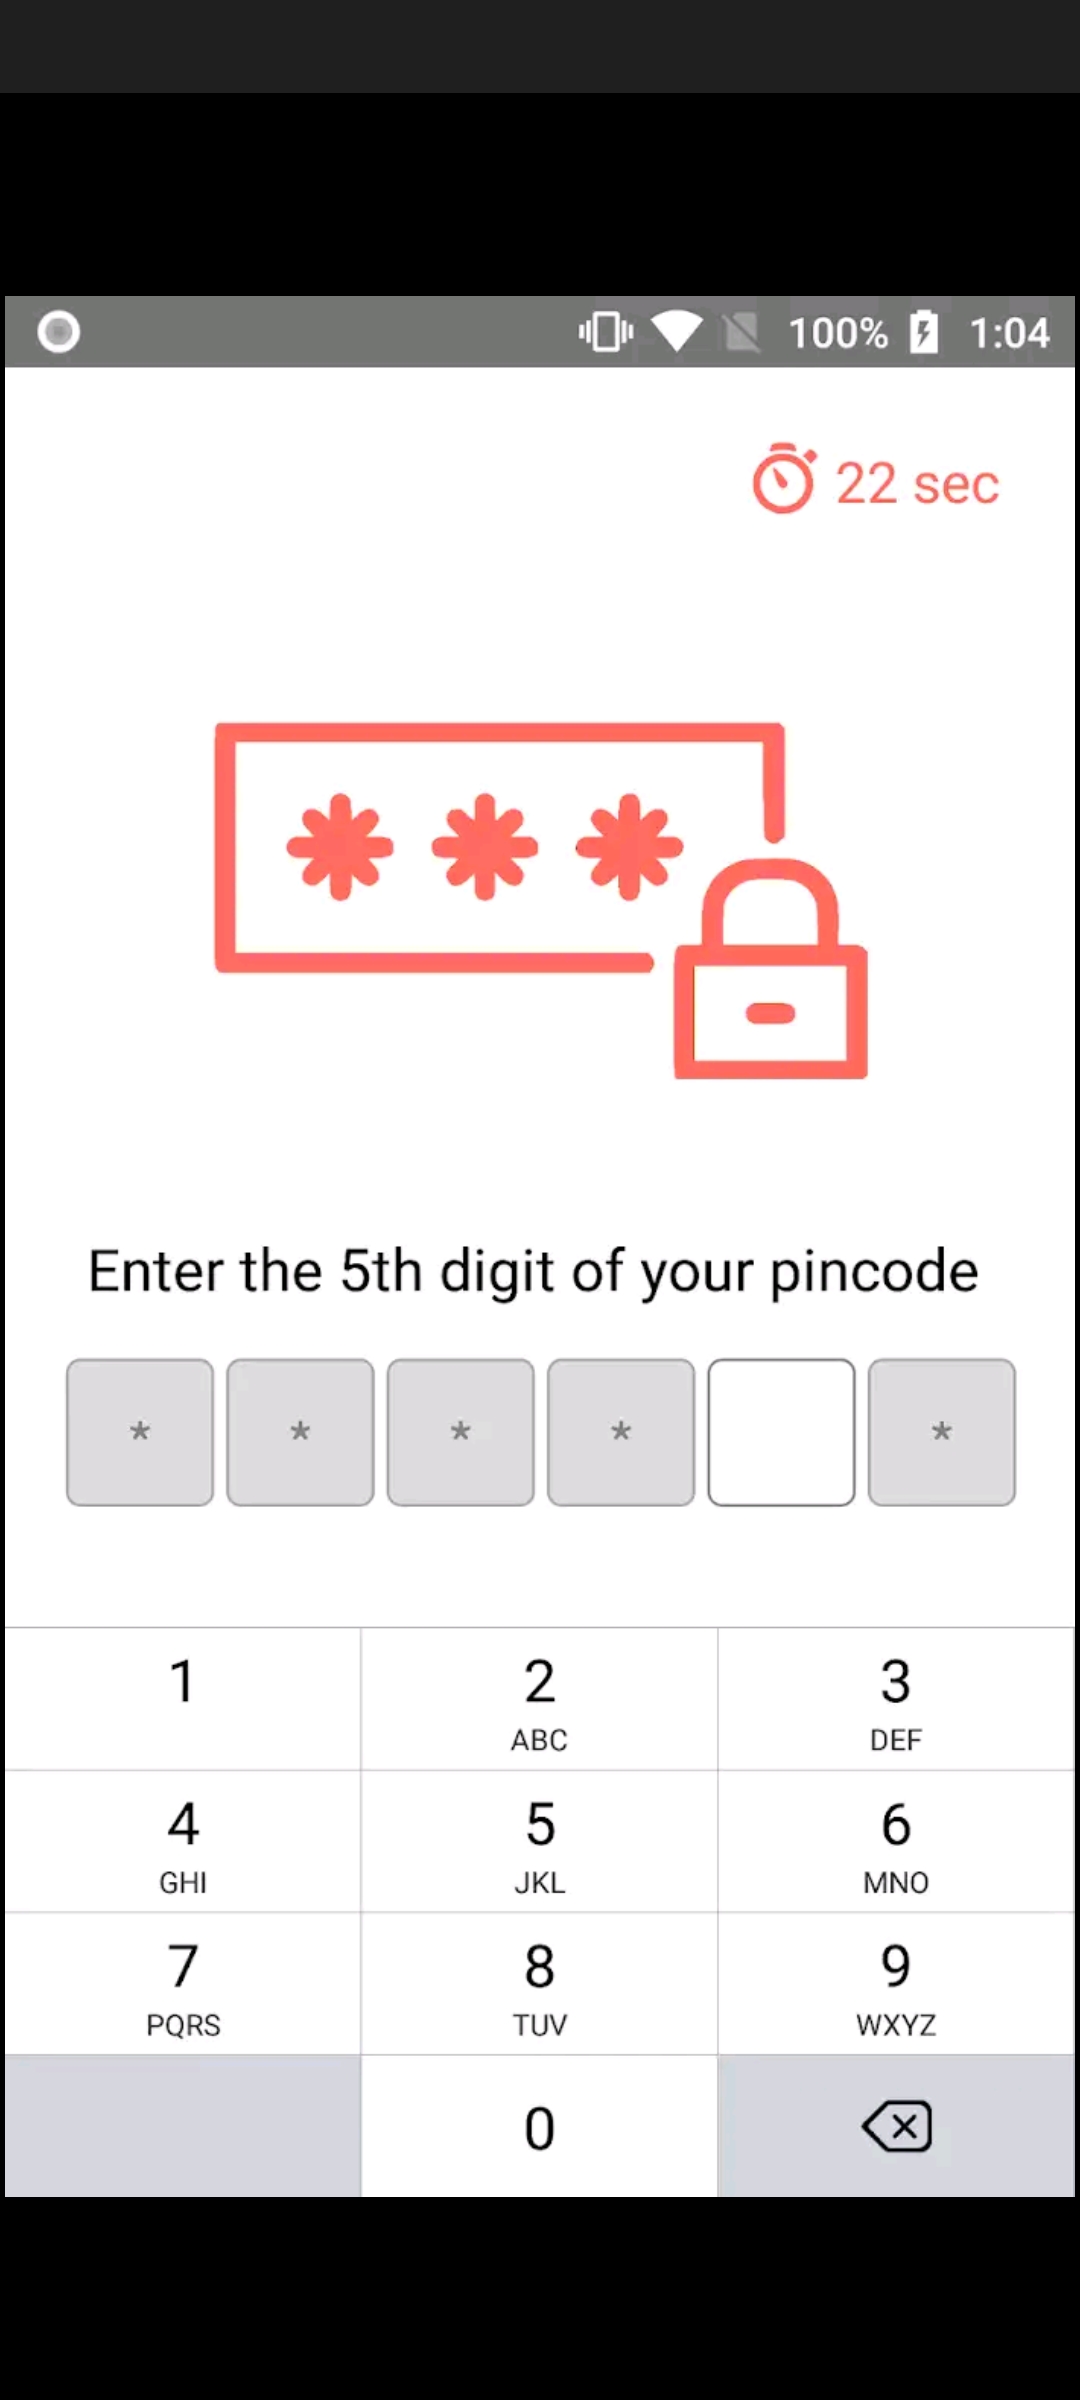 100% 1:04
22 sec
* * *
Enter the 5th digit of your pincode
* * * * *
1 2 3
ABC DEF
4 5 6
GHI JKL MNO
7 8 9
PQRS TUV WXYZ
0